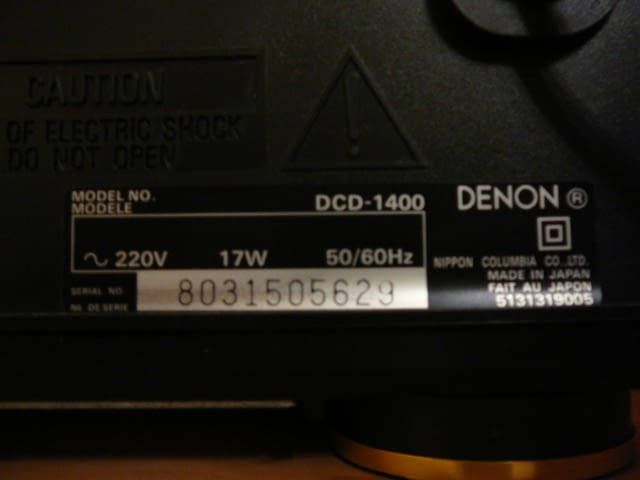 CAUTION
OF ELECTRIC SHOCK
DO NOT OPEN
MODEL NO.
MODELE
DCD-1400
DENON ®
~ 220V 17W 50/60Hz
NIPPON COLUMBIA CO.,LTD.
MADE IN JAPAN
FAIT AU JAPON
5131319005
SERIAL NO.
No DE SERIE
8031505629